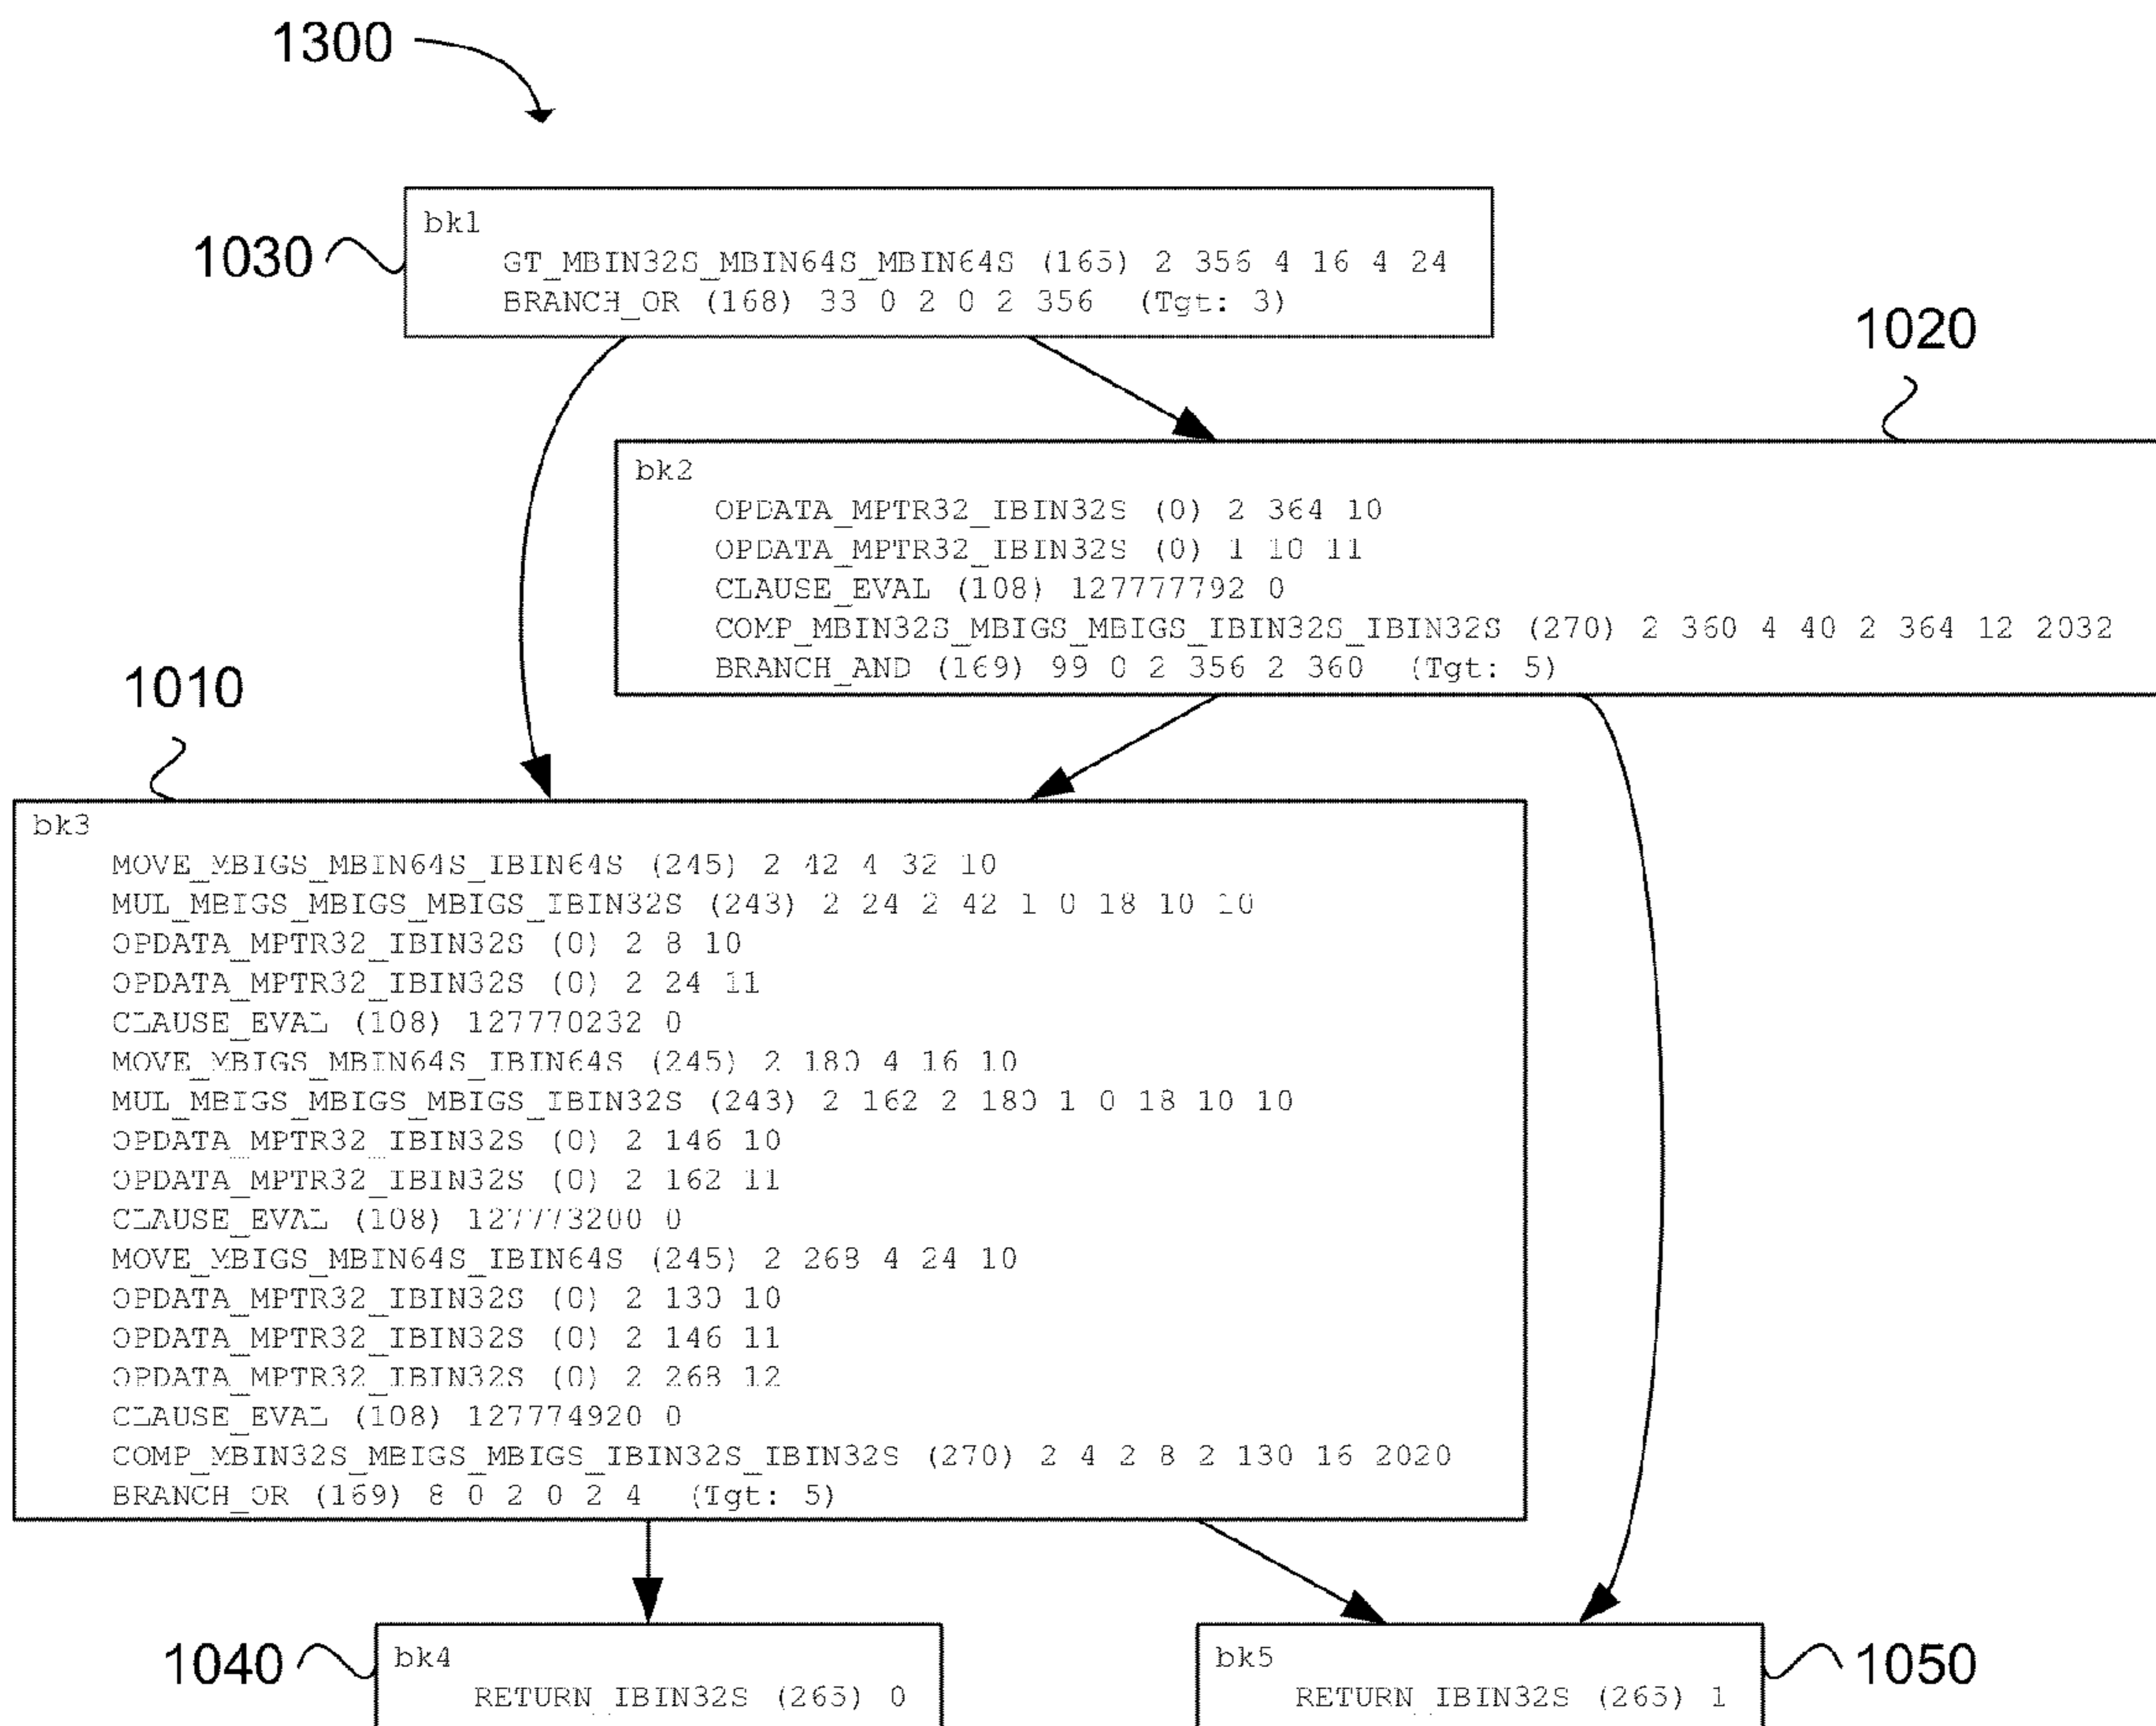 1300
1030
bk1
GT_MBIN32S_MBIN64S_MBIN64S (165) 2 356 4 16 4 24
BRANCH_OR (168) 33 0 2 0 2 356 (Tgt: 3)
1020
bk2
OPDATA_MPTR32_IBIN32S (0) 2 364 10
OPDATA_MPTR32_IBIN32S (0) 1 10 11
CLAUSE_EVAL (108) 127777792 0
COMP_MBIN32S_MBIGS_MBIGS_IBIN32S_IBIN32S (270) 2 360 4 40 2 364 12 2032
BRANCH_AND (169) 99 0 2 356 2 360 (Tgt: 5)
1010
bk3
MOVE_MBIGS_MBIN64S_IBIN64S (245) 2 42 4 32 10
MUL_MBIGS_MBIGS_MBIGS_IBIN32S (243) 2 24 2 42 1 0 18 10 10
OPDATA_MPTR32_IBIN32S (0) 2 8 10
OPDATA_MPTR32_IBIN32S (0) 2 24 11
CLAUSE_EVAL (108) 127770232 0
MOVE_MBIGS_MBIN64S_IBIN64S (245) 2 180 4 16 10
MUL_MBIGS_MBIGS_MBIGS_IBIN32S (243) 2 162 2 180 1 0 18 10 10
OPDATA_MPTR32_IBIN32S (0) 2 146 10
OPDATA_MPTR32_IBIN32S (0) 2 162 11
CLAUSE_EVAL (108) 127773200 0
MOVE_MBIGS_MBIN64S_IBIN64S (245) 2 268 4 24 10
OPDATA_MPTR32_IBIN32S (0) 2 130 10
OPDATA_MPTR32_IBIN32S (0) 2 146 11
OPDATA_MPTR32_IBIN32S (0) 2 268 12
CLAUSE_EVAL (108) 127774920 0
COMP_MBIN32S_MBIGS_MBIGS_IBIN32S_IBIN32S (270) 2 4 2 8 2 130 16 2020
BRANCH_OR (169) 8 0 2 0 2 4 (Tgt: 5)
1040
bk4
RETURN_IBIN32S (265) 0
bk5
RETURN_IBIN32S (265) 1
1050